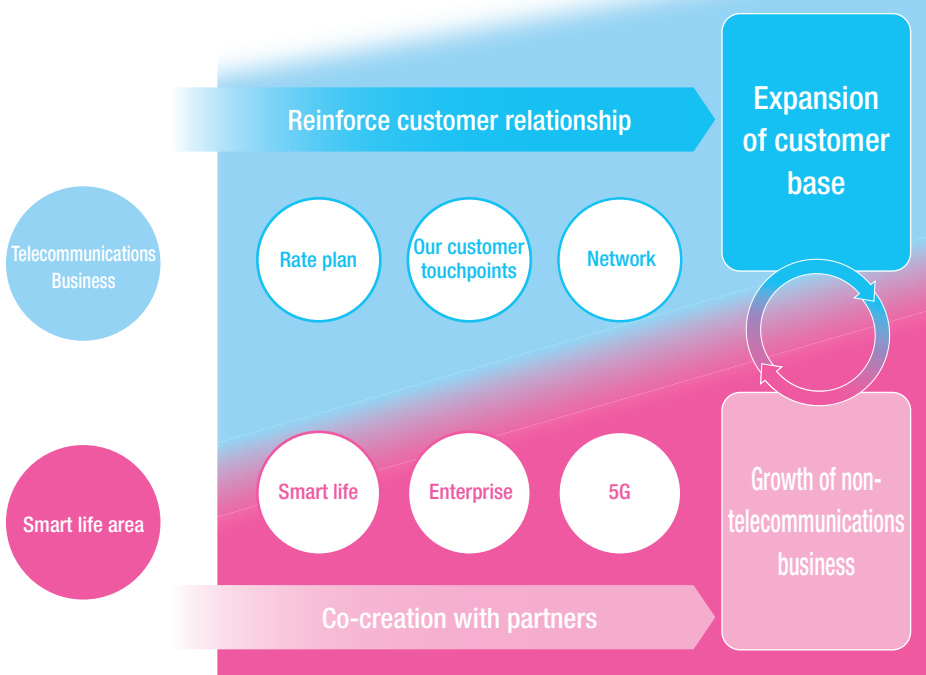 Reinforce customer relationship
Expansion
of customer
base
Telecommunications
Business
Rate plan
Our customer
touchpoints
Network
Smart life area
Smart life
Enterprise
5G
Growth of non-
telecommunications
business
Co-creation with partners